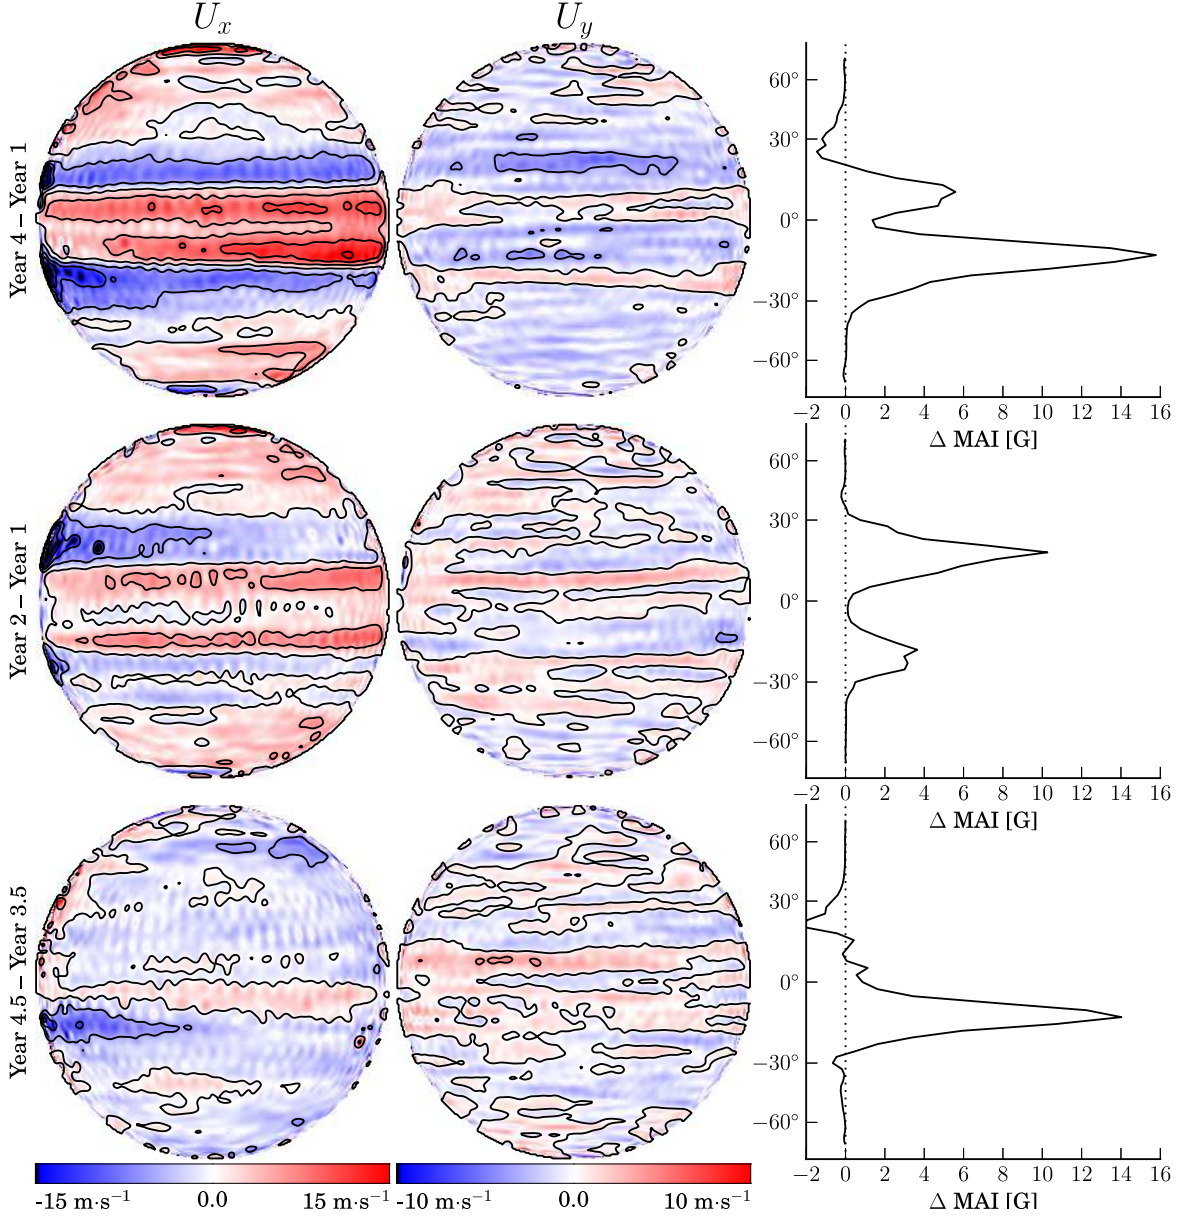 U_x U_y
Year 4 – Year 1
60°
30°
0°
−30°
−60°
−2 0 2 4 6 8 10 12 14 16
Δ MAI [G]
Year 2 – Year 1
60°
30°
0°
−30°
−60°
−2 0 2 4 6 8 10 12 14 16
Δ MAI [G]
Year 4.5 – Year 3.5
60°
30°
0°
−30°
−60°
−2 0 2 4 6 8 10 12 14 16
Δ MAI [G]
-15 m·s⁻¹ 0.0 15 m·s⁻¹ -10 m·s⁻¹ 0.0 10 m·s⁻¹